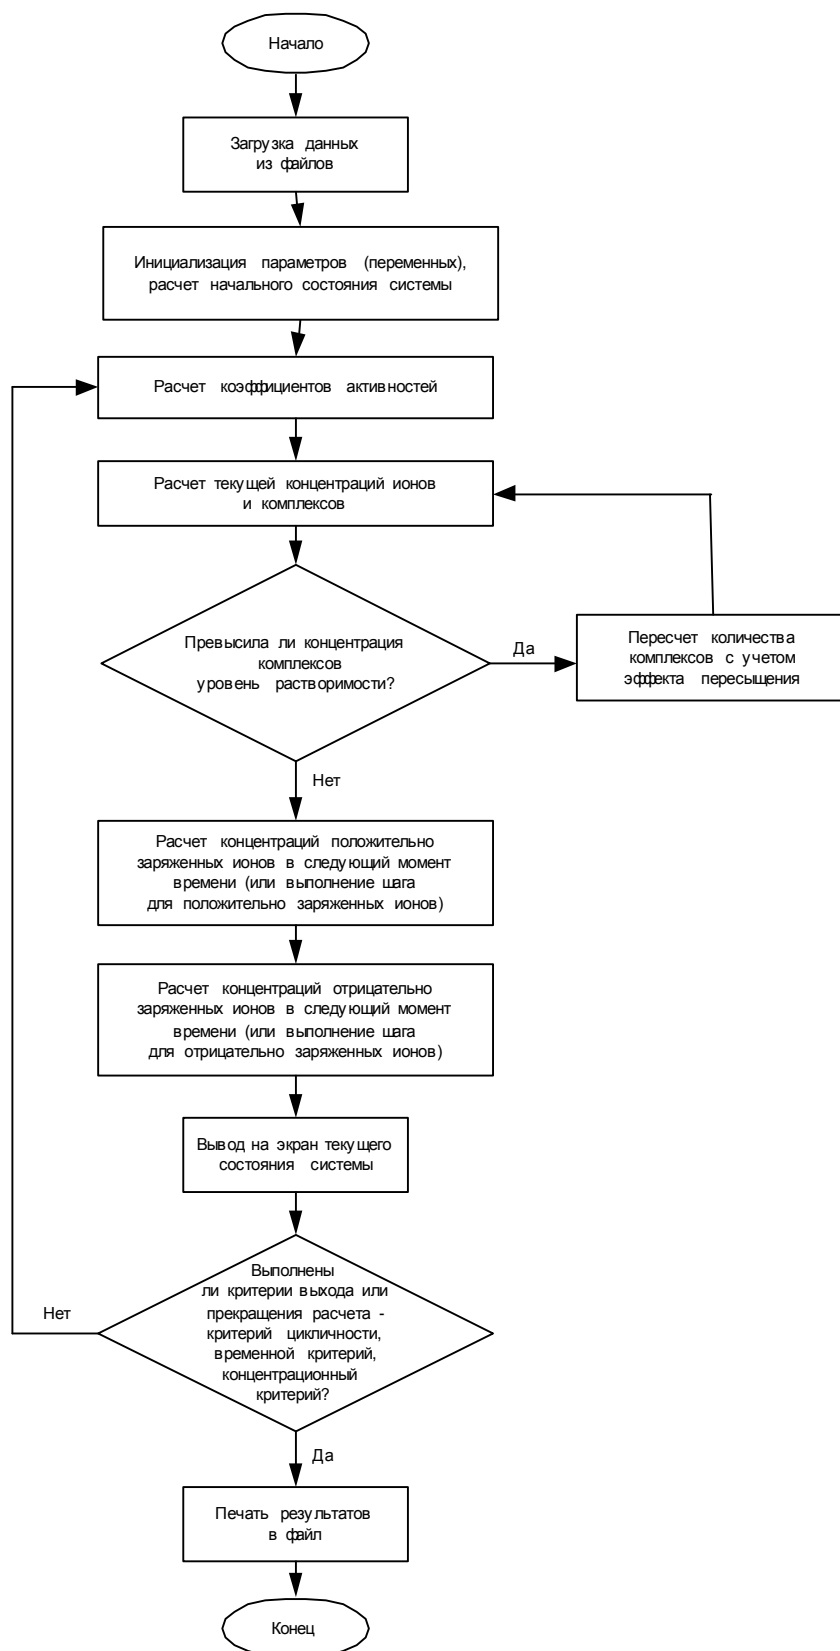 Начало
Загрузка данных
из файлов
Инициализация параметров (переменных),
расчет начального состояния системы
Расчет коэффициентов активностей
Расчет текущей концентраций ионов
и комплексов
Превысила ли концентрация
комплексов
уровень растворимости?
Да
Пересчет количества
комплексов с учетом
эффекта пересыщения
Нет
Расчет концентраций положительно
заряженных ионов в следующий момент
времени (или выполнение шага
для положительно заряженных ионов)
Расчет концентраций отрицательно
заряженных ионов в следующий момент
времени (или выполнение шага
для отрицательно заряженных ионов)
Вывод на экран текущего
состояния системы
Выполнены
ли критерии выхода или
прекращения расчета -
критерий цикличности,
временной критерий,
концентрационный
критерий?
Нет
Да
Печать результатов
в файл
Конец